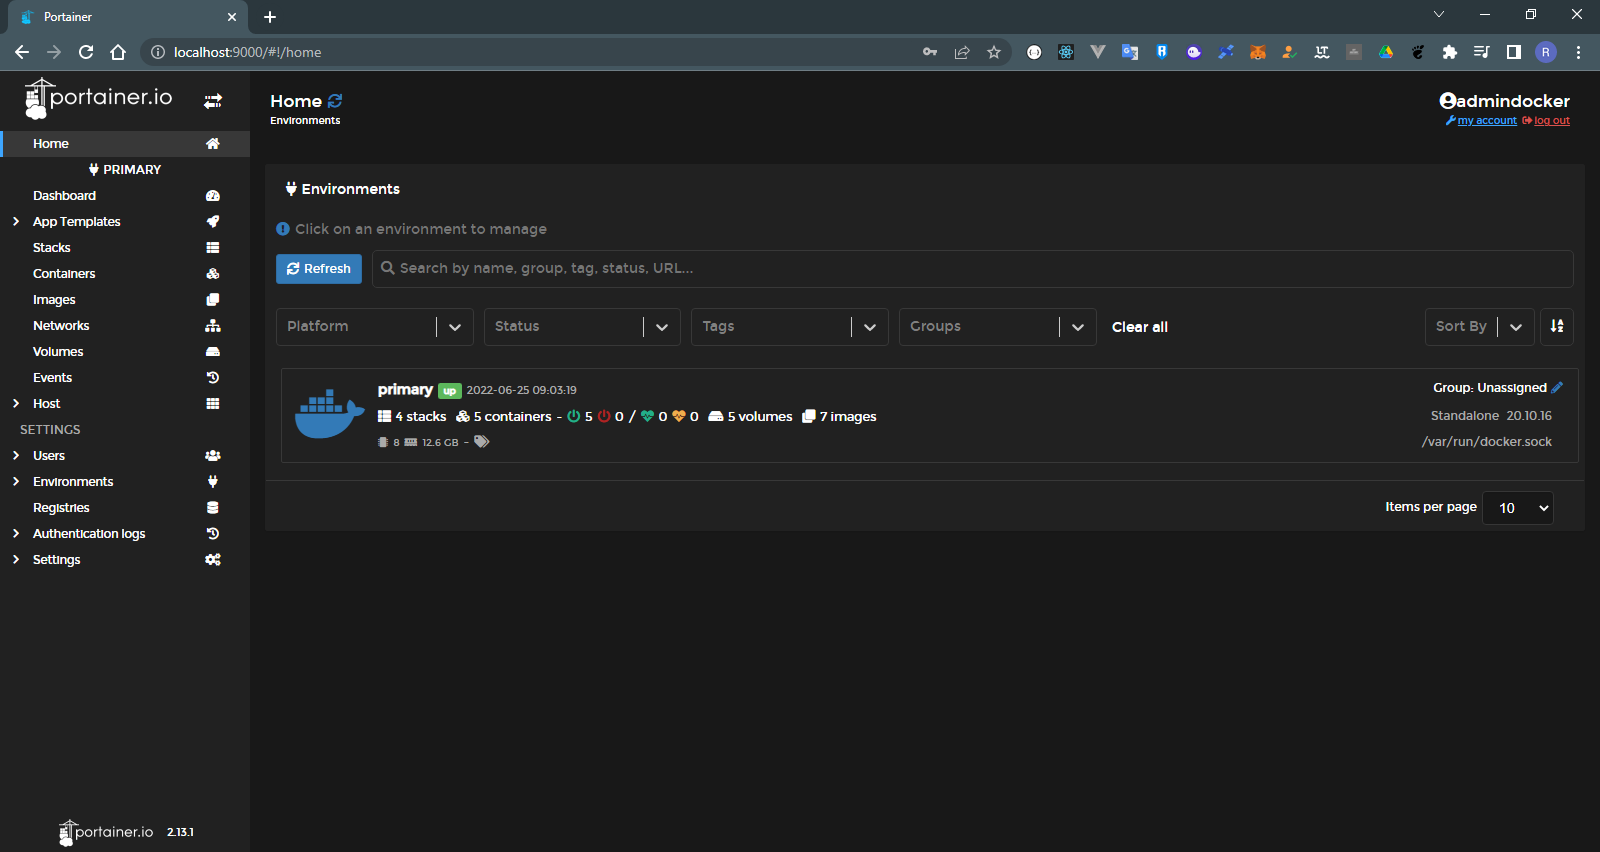 Portainer
localhost:9000/#!/home
R
portainer.io
Home
Environments
admindocker
my account log out
Home
PRIMARY
Dashboard
App Templates
Stacks
Containers
Images
Networks
Volumes
Events
Host
SETTINGS
Users
Environments
Registries
Authentication logs
Settings
portainer.io 2.13.1
Environments
Click on an environment to manage
Refresh Search by name, group, tag, status, URL...
Platform Status Tags Groups Clear all Sort By
primary up 2022-06-25 09:03:19 Group: Unassigned
4 stacks 5 containers - 5 0 / 0 0 5 volumes 7 images Standalone 20.10.16
8 12.6 GB - /var/run/docker.sock
Items per page 10